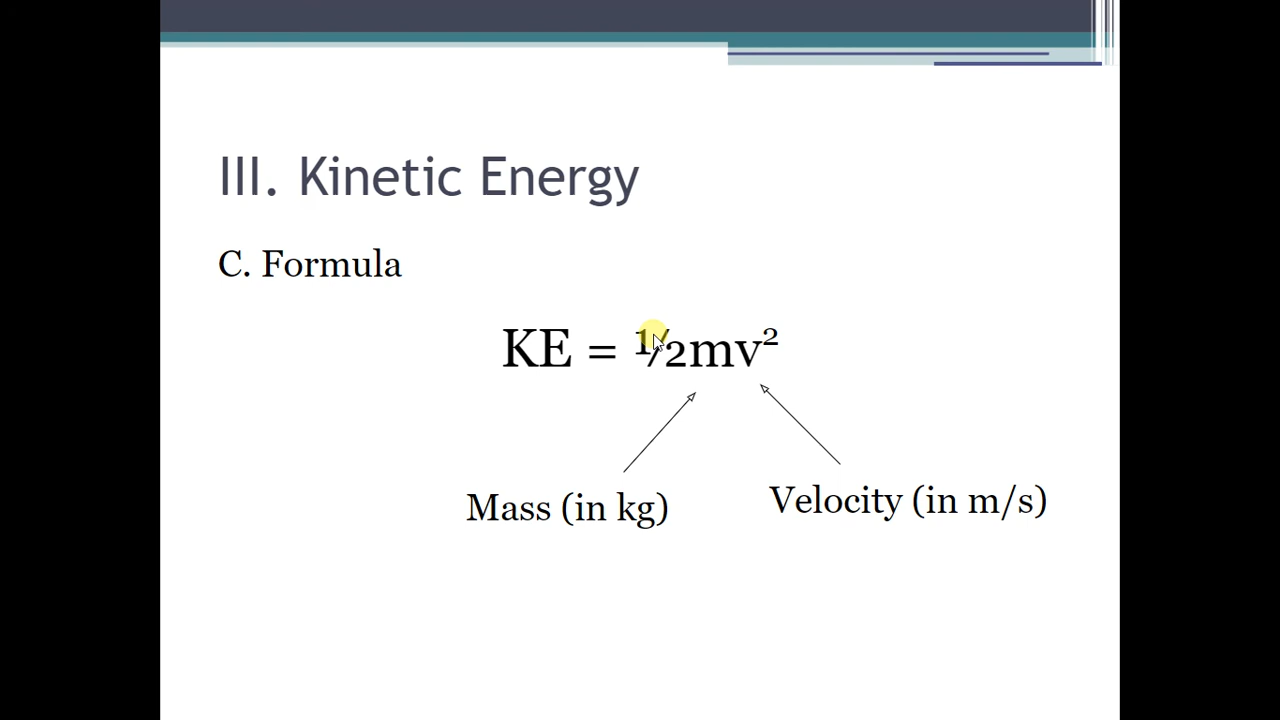 III. Kinetic Energy
C. Formula
KE = ½mv²
Mass (in kg)
Velocity (in m/s)